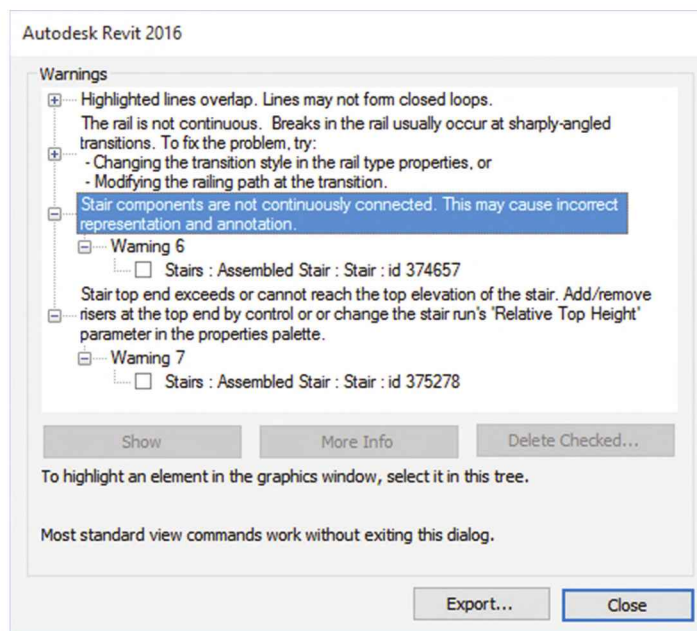 Autodesk Revit 2016
Warnings
Highlighted lines overlap. Lines may not form closed loops.
The rail is not continuous. Breaks in the rail usually occur at sharply-angled
transitions. To fix the problem, try:
- Changing the transition style in the rail type properties, or
- Modifying the railing path at the transition.
Stair components are not continuously connected. This may cause incorrect
representation and annotation.
Warning 6
Stairs : Assembled Stair : Stair : id 374657
Stair top end exceeds or cannot reach the top elevation of the stair. Add/remove
risers at the top end by control or or change the stair run's 'Relative Top Height'
parameter in the properties palette.
Warning 7
Stairs : Assembled Stair : Stair : id 375278
Show More Info Delete Checked...
To highlight an element in the graphics window, select it in this tree.
Most standard view commands work without exiting this dialog.
Export... Close